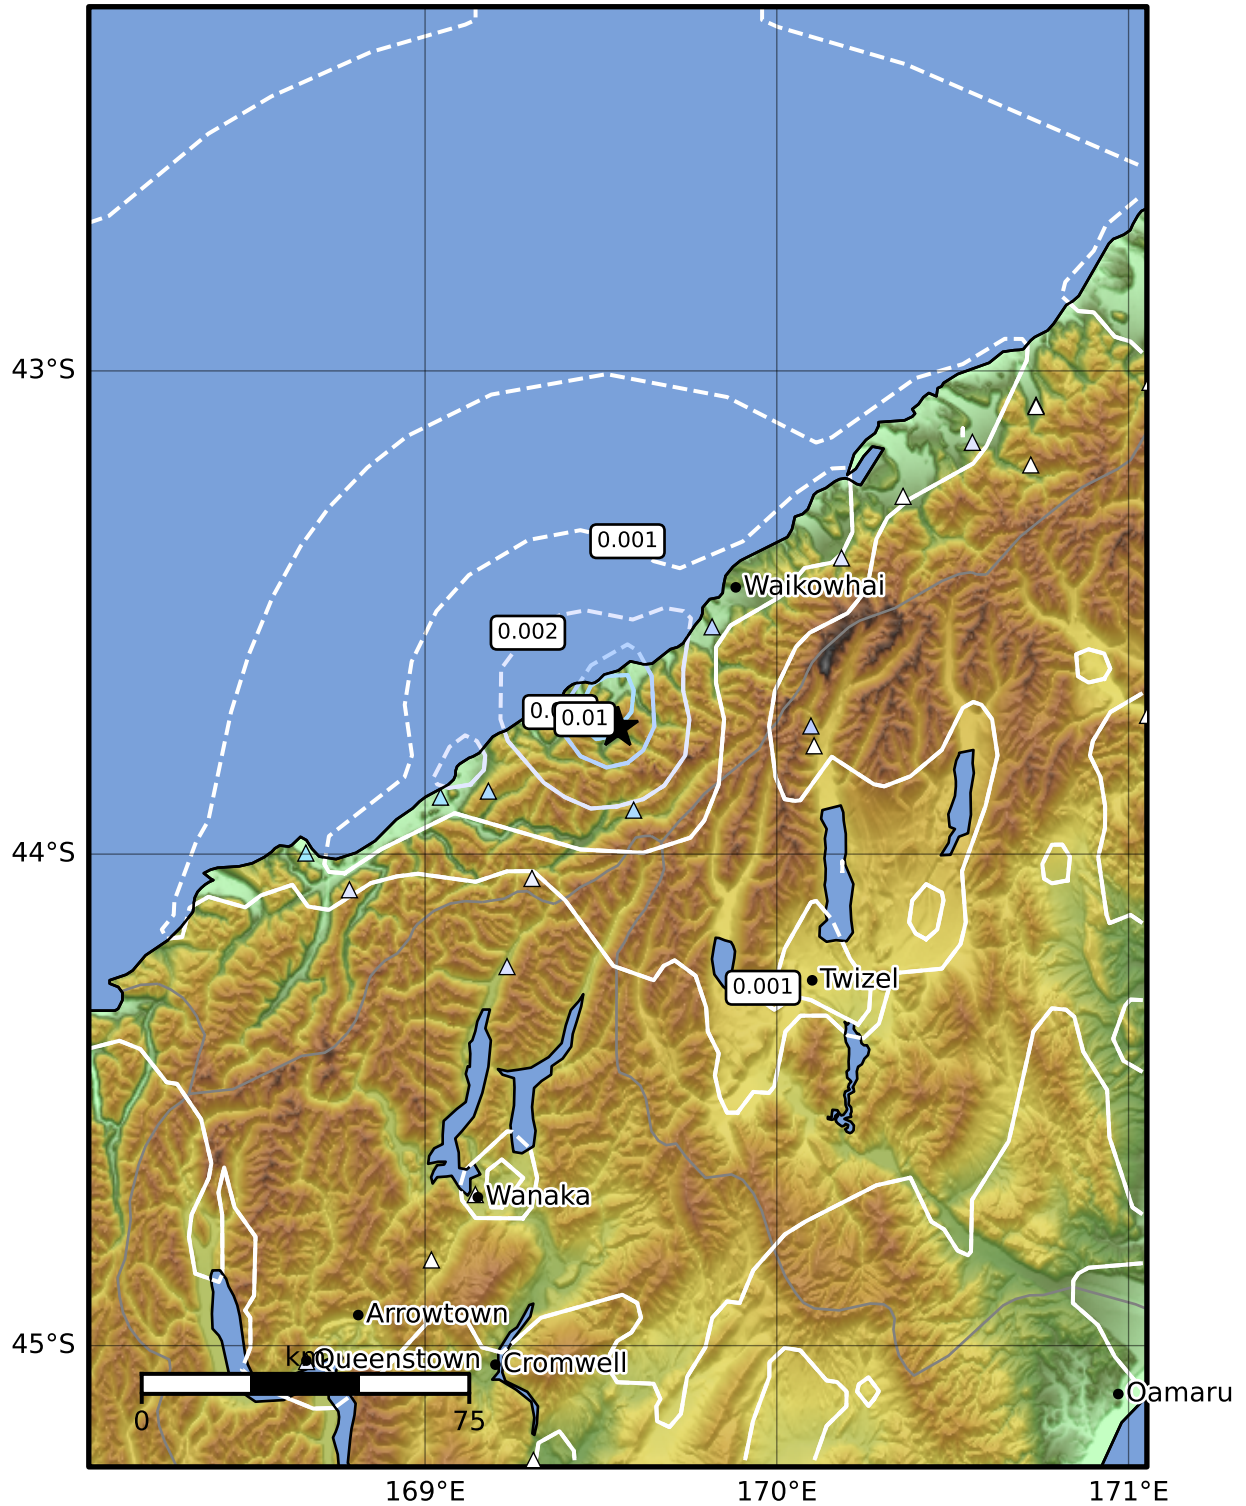 43°S
0.001
Waikowhai
0.002
0.01
44°S
Twizel
0.001
Wanaka
Arrowtown
45°S
km
Queenstown
Cromwell
Oamaru
0
75
169°E
170°E
171°E